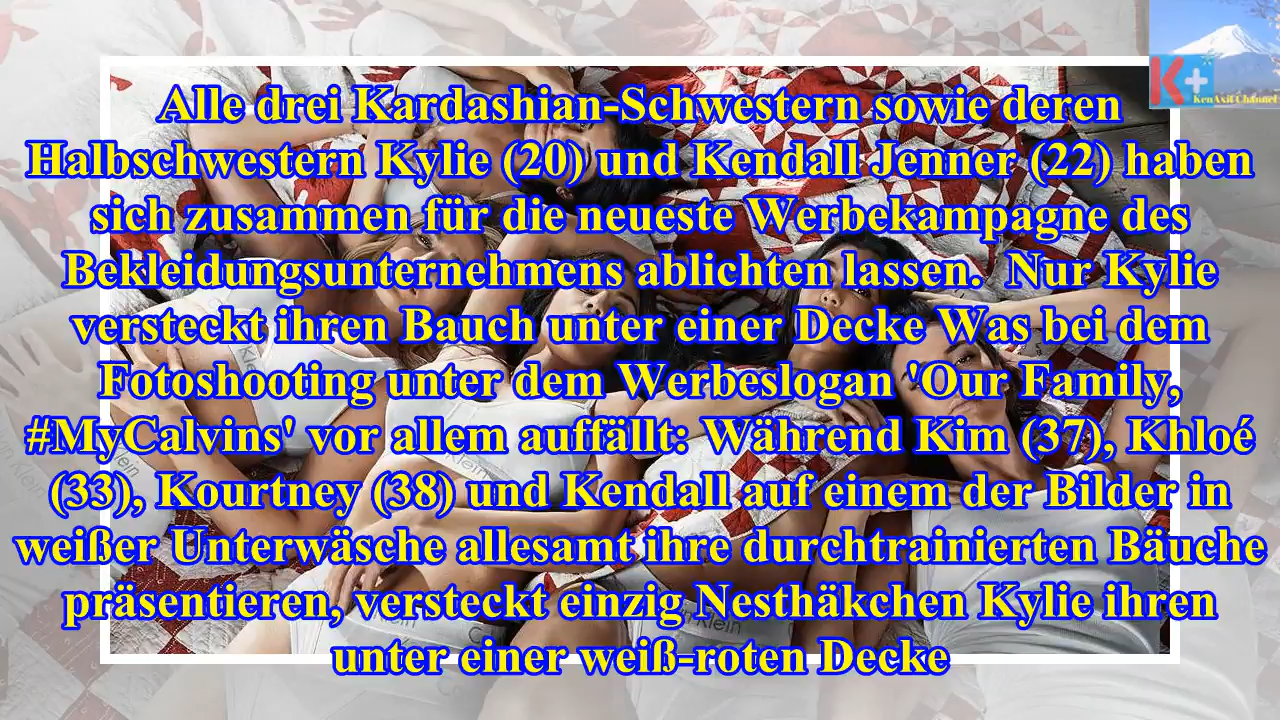 K+
KenAxit Channel
Alle drei Kardashian-Schwestern sowie deren
Halbschwestern Kylie (20) und Kendall Jenner (22) haben
sich zusammen für die neueste Werbekampagne des
Bekleidungsunternehmens ablichten lassen.  Nur Kylie
versteckt ihren Bauch unter einer Decke Was bei dem
Fotoshooting unter dem Werbeslogan 'Our Family,
#MyCalvins' vor allem auffällt: Während Kim (37), Khloé
(33), Kourtney (38) und Kendall auf einem der Bilder in
weißer Unterwäsche allesamt ihre durchtrainierten Bäuche
präsentieren, versteckt einzig Nesthäkchen Kylie ihren
unter einer weiß-roten Decke